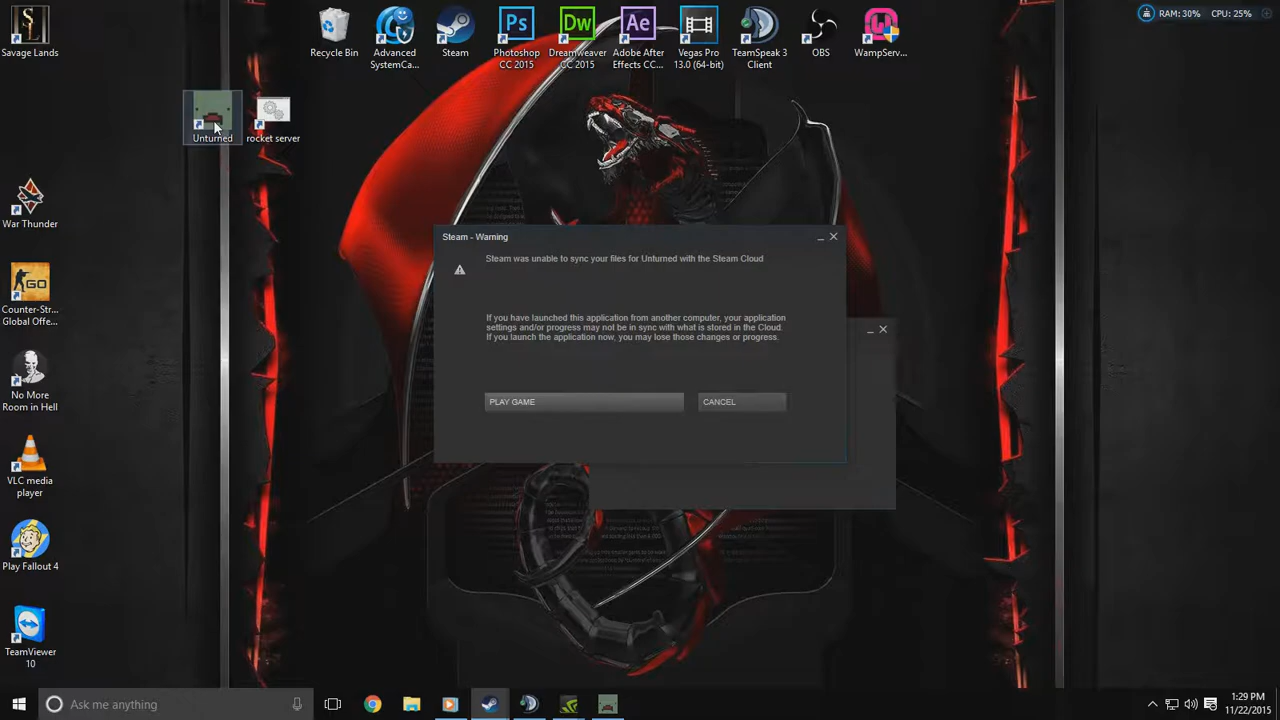 Savage Lands
Recycle Bin
Advanced
SystemCa...
Steam
Photoshop
CC 2015
Dreamweaver
CC 2015
Adobe After
Effects CC...
Vegas Pro
13.0 (64-bit)
TeamSpeak 3
Client
OBS
WampServ...
RAM: 30%
CPU: 25%
Ps
Dw
Ae
Unturned
rocket server
War Thunder
GO
Counter-Str...
Global Offe...
No More
Room in Hell
VLC media
player
Play Fallout 4
TeamViewer
10
Steam - Warning
Steam was unable to sync your files for Unturned with the Steam Cloud
If you have launched this application from another computer, your application
settings and/or progress may not be in sync with what is stored in the Cloud.
If you launch the application now, you may lose those changes or progress.
PLAY GAME
CANCEL
Ask me anything
1:29 PM
11/22/2015